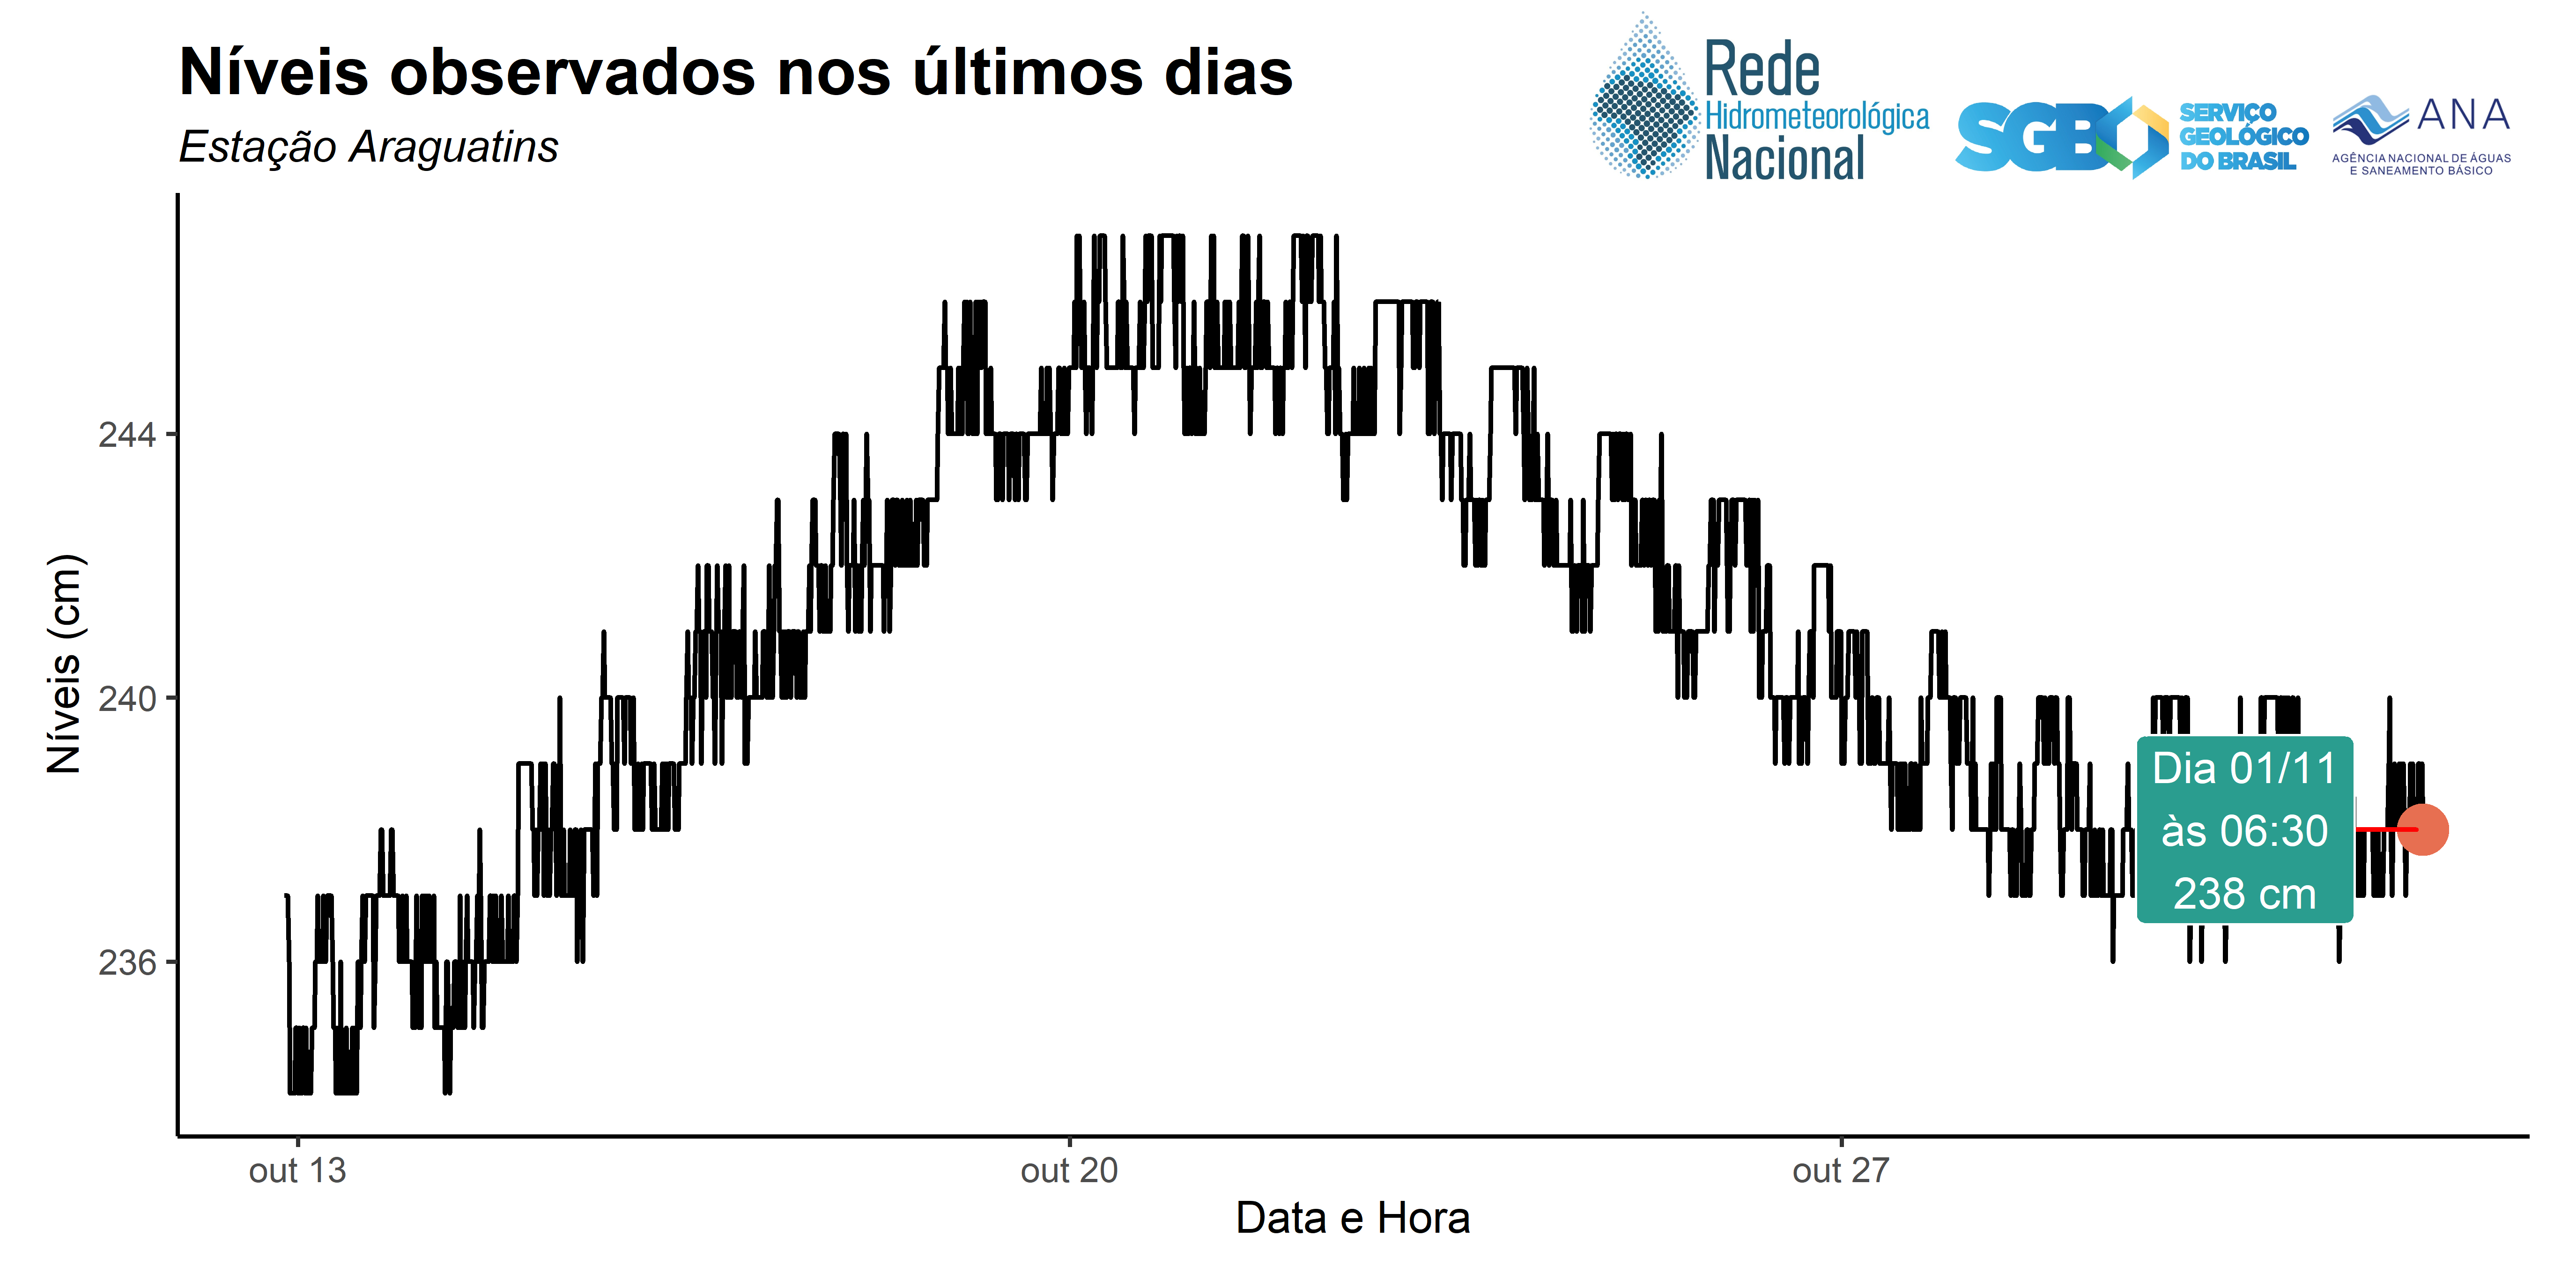 Níveis observados nos últimos dias
Estação Araguatins
Rede
Hidrometeorológica
Nacional
SGB
SERVIÇO
GEOLÓGICO
DO BRASIL
ANA
AGÊNCIA NACIONAL DE ÁGUAS
E SANEAMENTO BÁSICO
Níveis (cm)
244
240
236
Dia 01/11
às 06:30
238 cm
out 13
out 20
out 27
Data e Hora